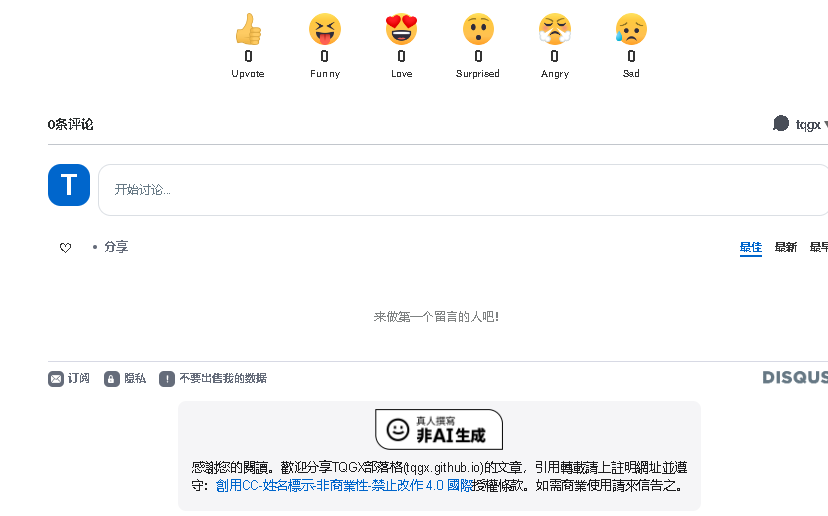 0 0 0 0 0 0
Upvote Funny Love Surprised Angry Sad
0条评论 tqgx
T 开始讨论...
• 分享 最佳 最新 最早
来做第一个留言的人吧!
订阅 隐私 ! 不要出售我的数据 DISQUS
真人撰寫
非AI生成
感謝您的閱讀。歡迎分享TQGX部落格(tqgx.github.io)的文章，引用轉載請上註明網址並遵
守：創用CC-姓名標示-非商業性-禁止改作 4.0 國際授權條款。如需商業使用請來信告之。